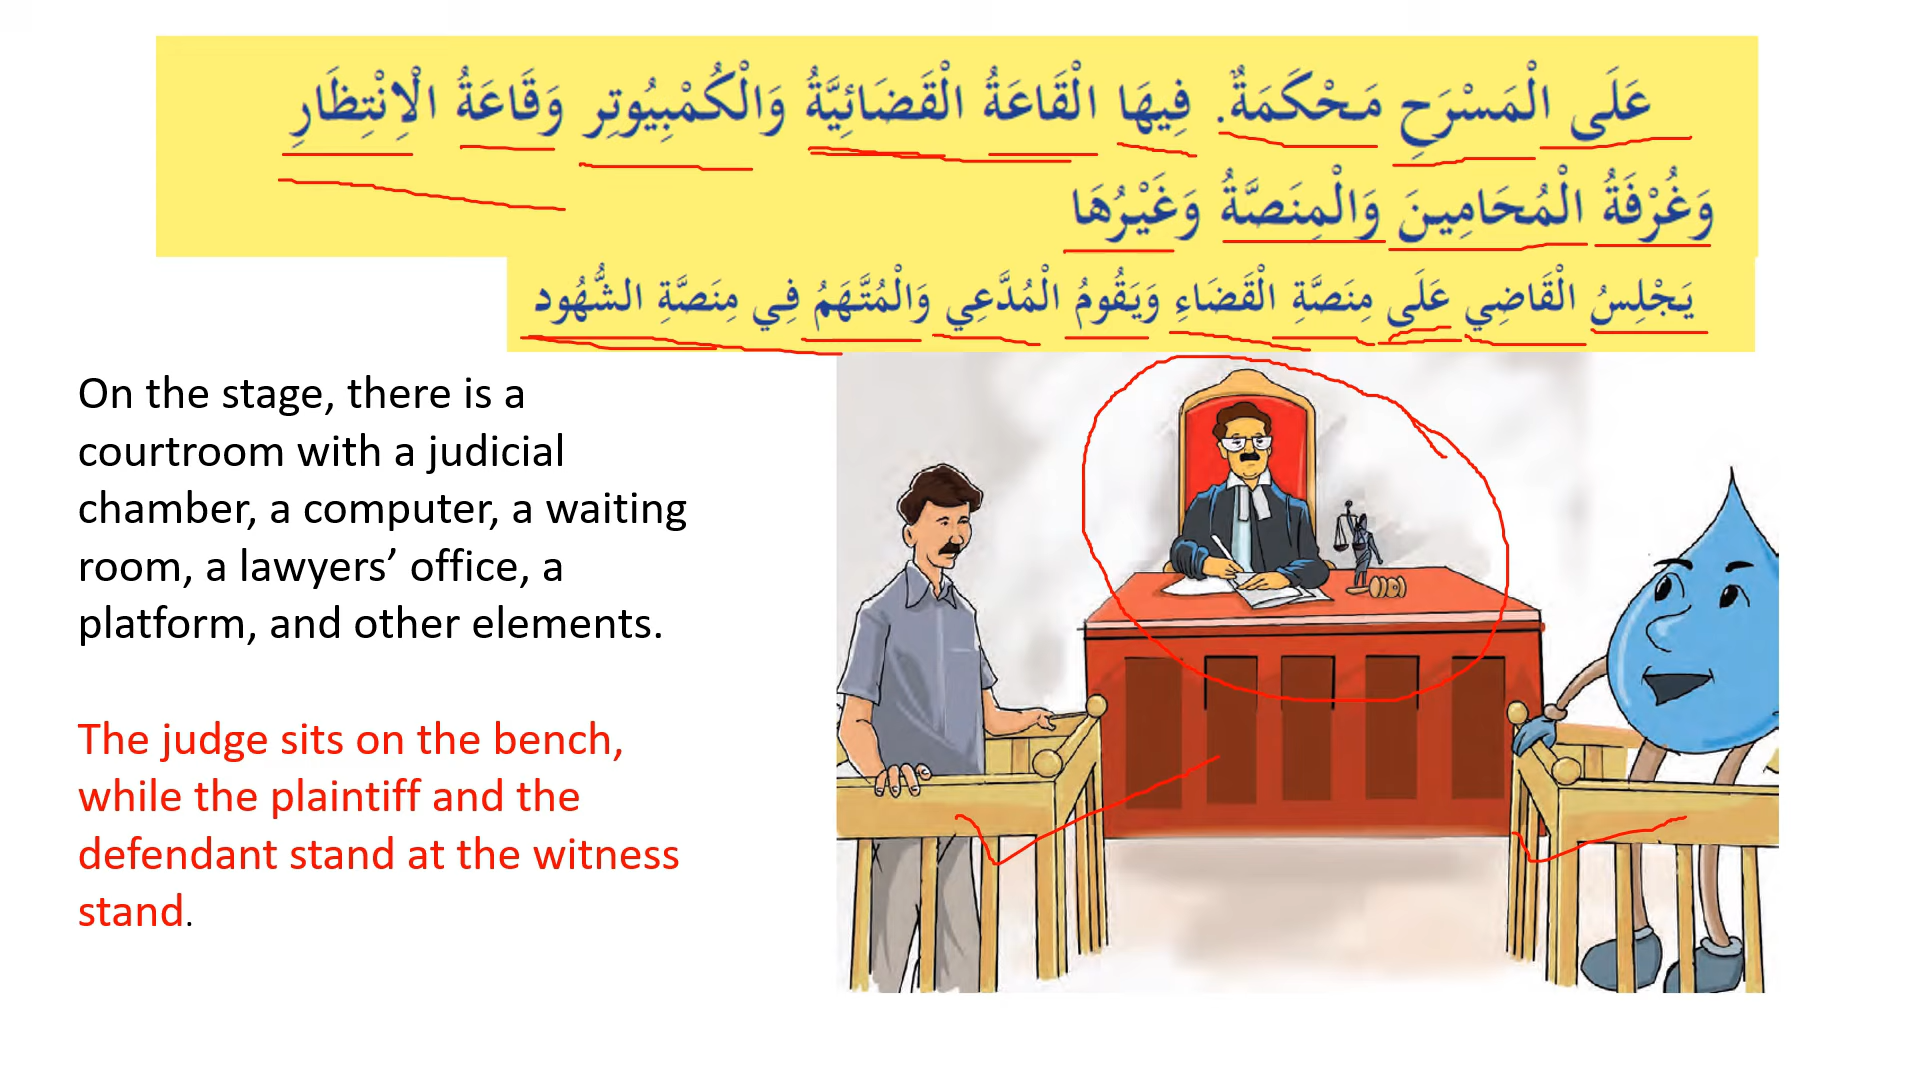 عَلَى الْمَسْرَحِ مَحْكَمَةٌ. فِيهَا الْقَاعَةُ الْقَضَائِيَّةُ وَالْكُمْبِيُوتِر وَقَاعَةُ الْاِنْتِظَارِ
وَغُرْفَةُ الْمُحَامِينَ وَالْمِنَصَّةُ وَغَيْرُهَا
يَجْلِسُ الْقَاضِي عَلَى مِنَصَّةِ الْقَضَاءِ وَيَقُومُ الْمُدَّعِي وَالْمُتَّهَمُ فِي مِنَصَّةِ الشُّهُود
On the stage, there is a
courtroom with a judicial
chamber, a computer, a waiting
room, a lawyers’ office, a
platform, and other elements.
The judge sits on the bench,
while the plaintiff and the
defendant stand at the witness
stand.